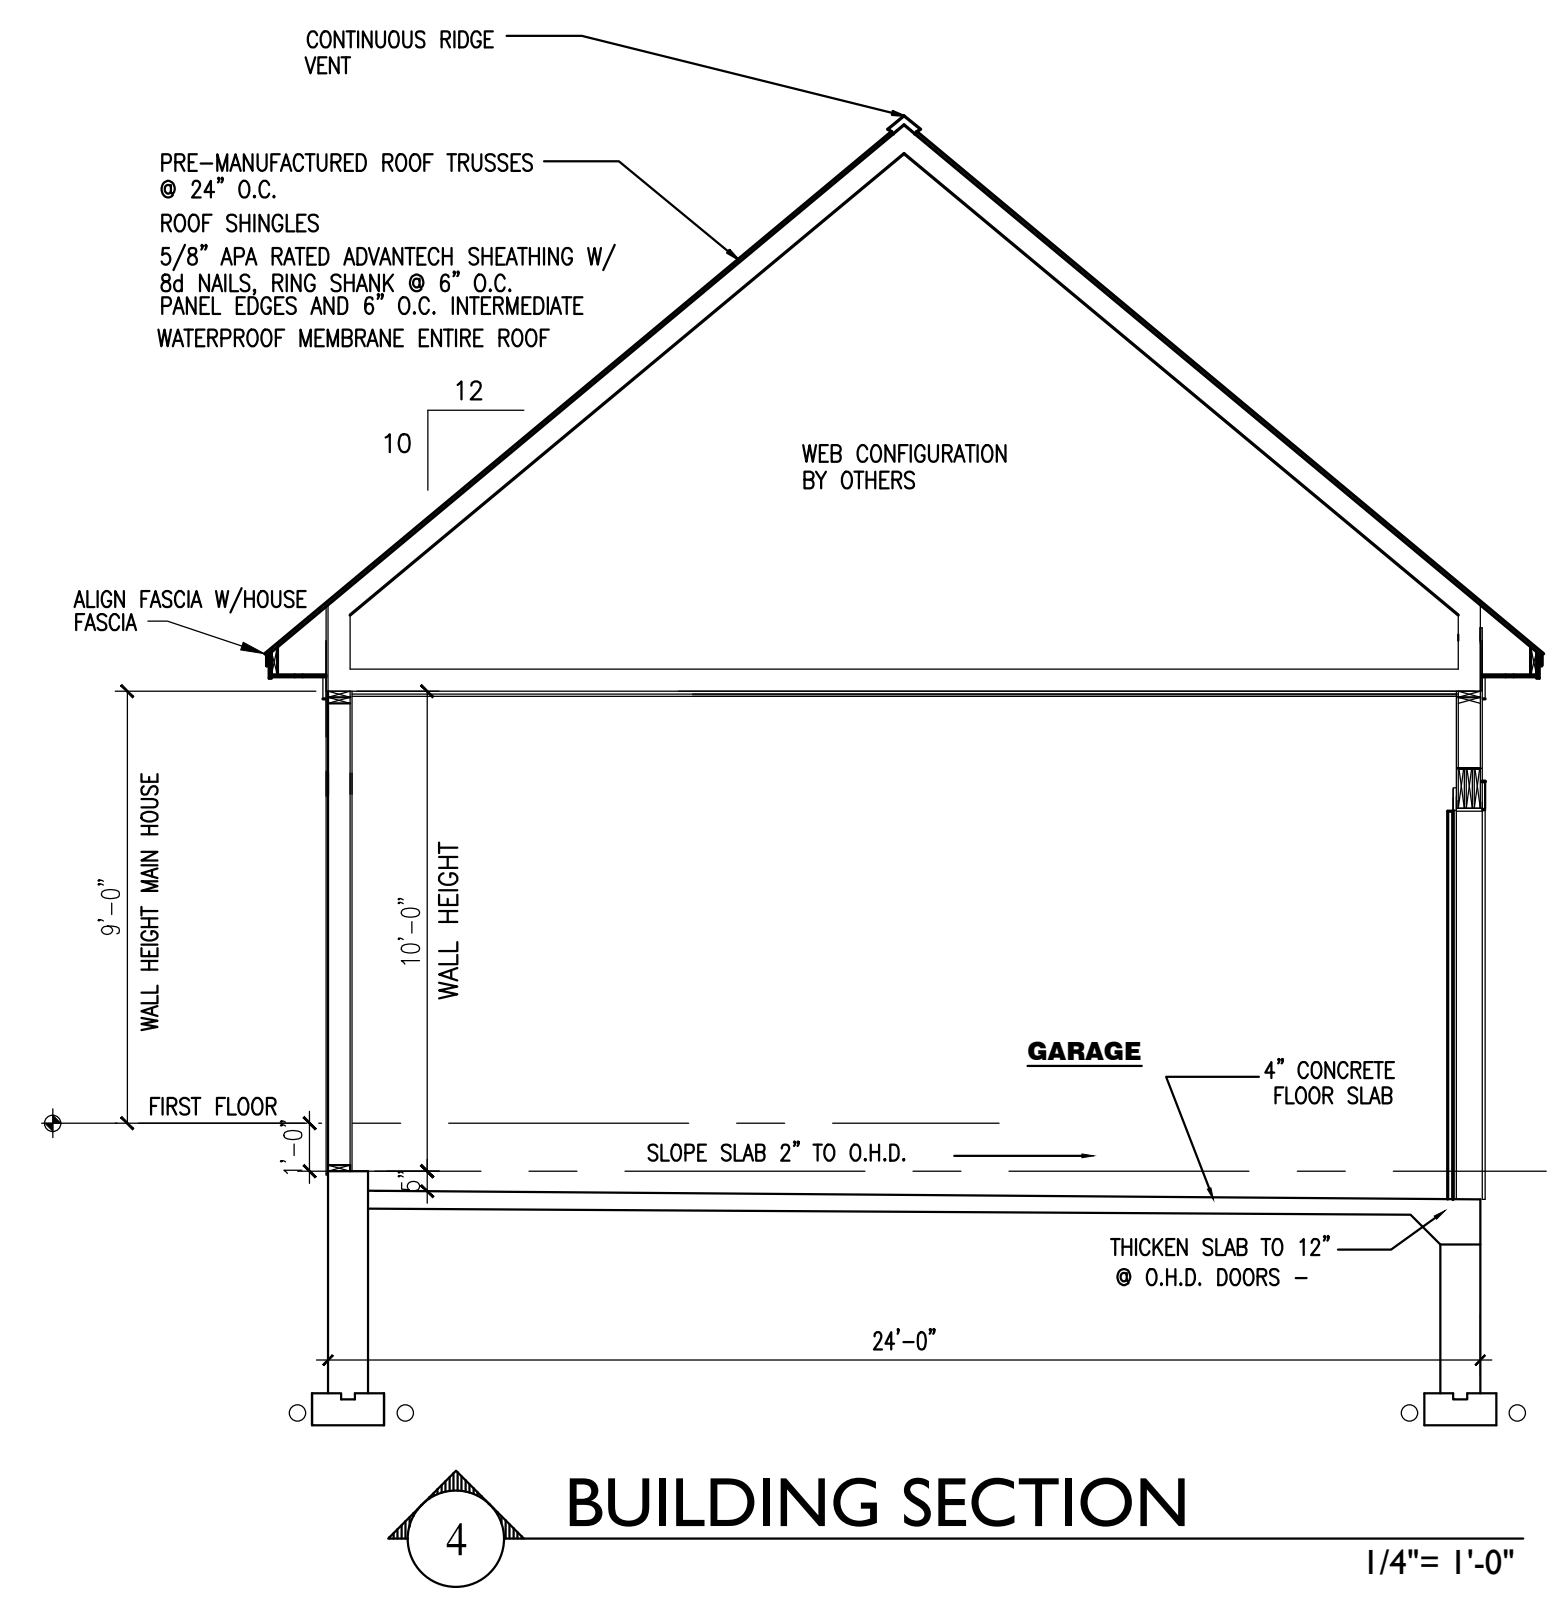 CONTINUOUS RIDGE
VENT
PRE-MANUFACTURED ROOF TRUSSES
@ 24" O.C.
ROOF SHINGLES
5/8" APA RATED ADVANTECH SHEATHING W/
8d NAILS, RING SHANK @ 6" O.C.
PANEL EDGES AND 6" O.C. INTERMEDIATE
WATERPROOF MEMBRANE ENTIRE ROOF
12
10
WEB CONFIGURATION
BY OTHERS
ALIGN FASCIA W/HOUSE
FASCIA
9'-0"
WALL HEIGHT MAIN HOUSE
10'-0"
WALL HEIGHT
GARAGE
4" CONCRETE
FLOOR SLAB
FIRST FLOOR
1'-0"
SLOPE SLAB 2" TO O.H.D.
5"
THICKEN SLAB TO 12"
@ O.H.D. DOORS -
24'-0"
4
BUILDING SECTION
1/4"= 1'-0"